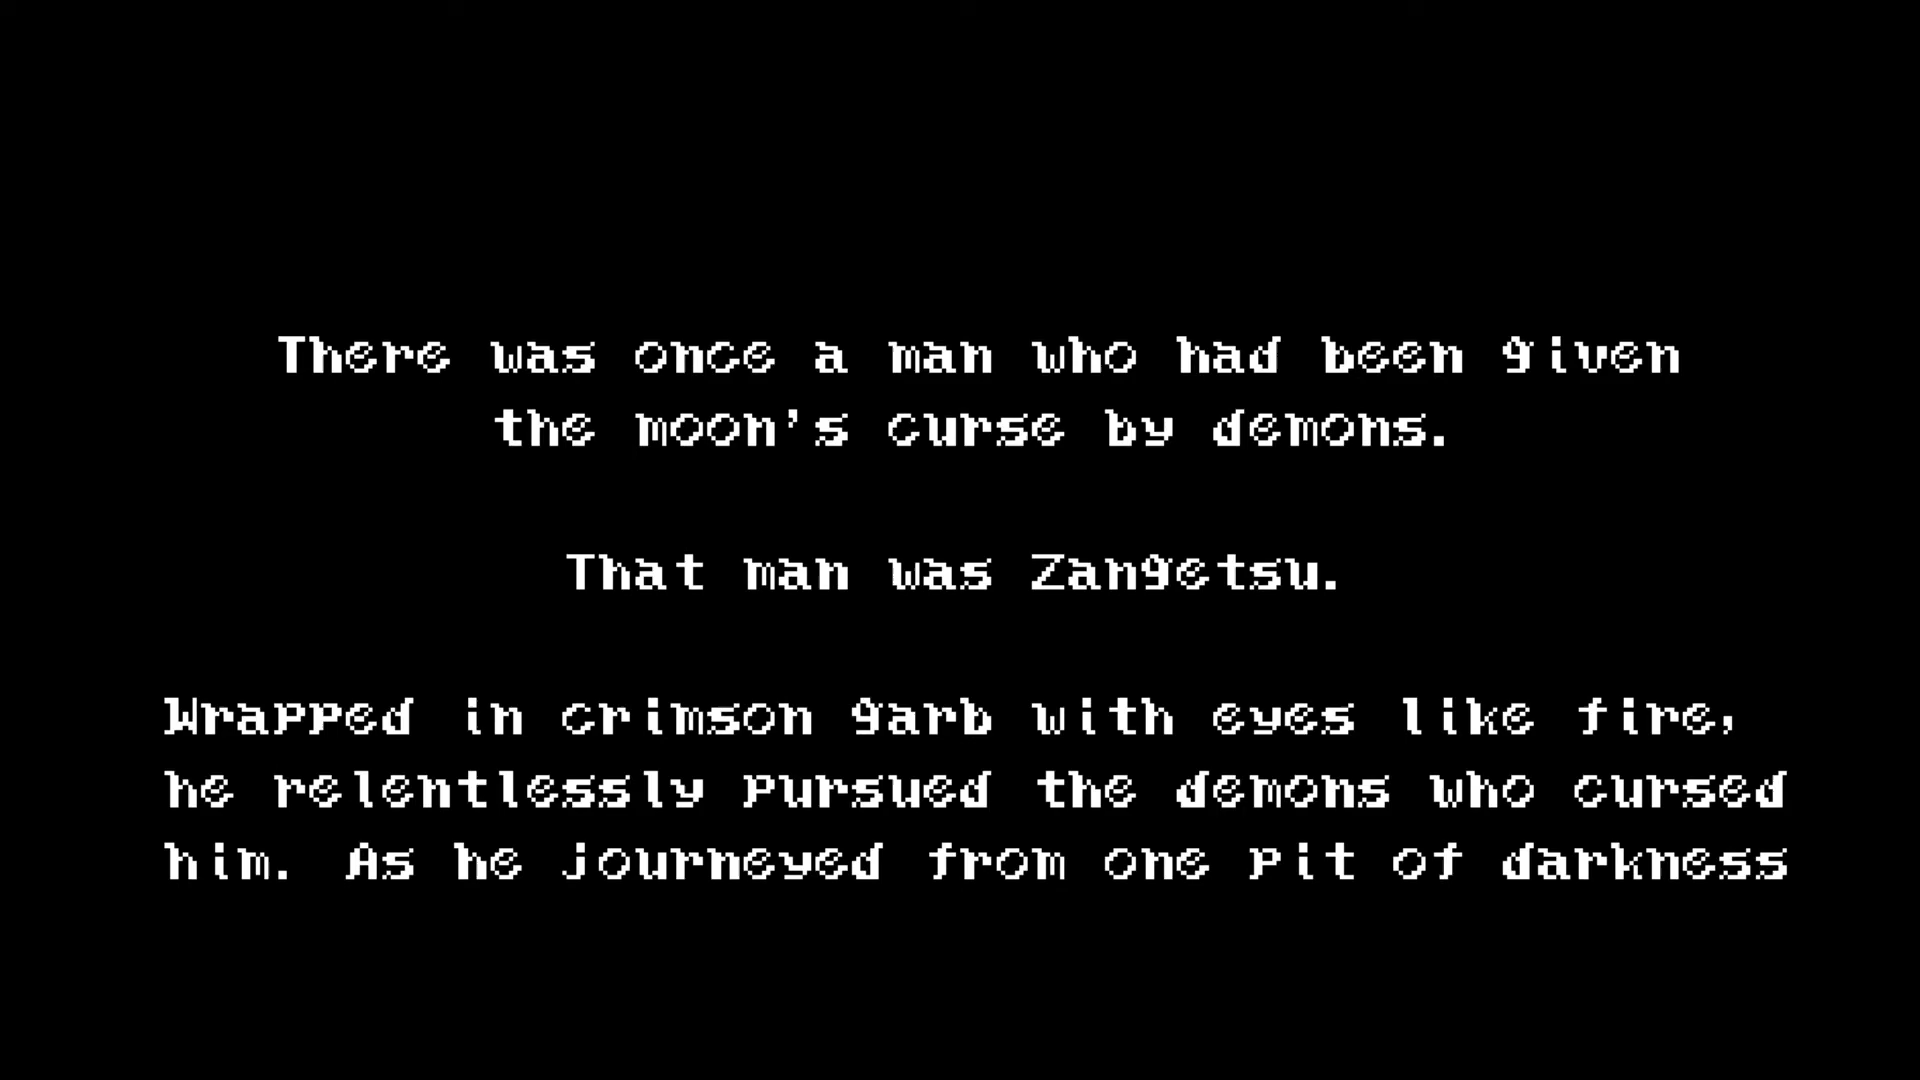 There was once a man who had been given
the moon's curse by demons.
That man was Zangetsu.
Wrapped in crimson garb with eyes like fire,
he relentlessly pursued the demons who cursed
him. As he journeyed from one pit of darkness